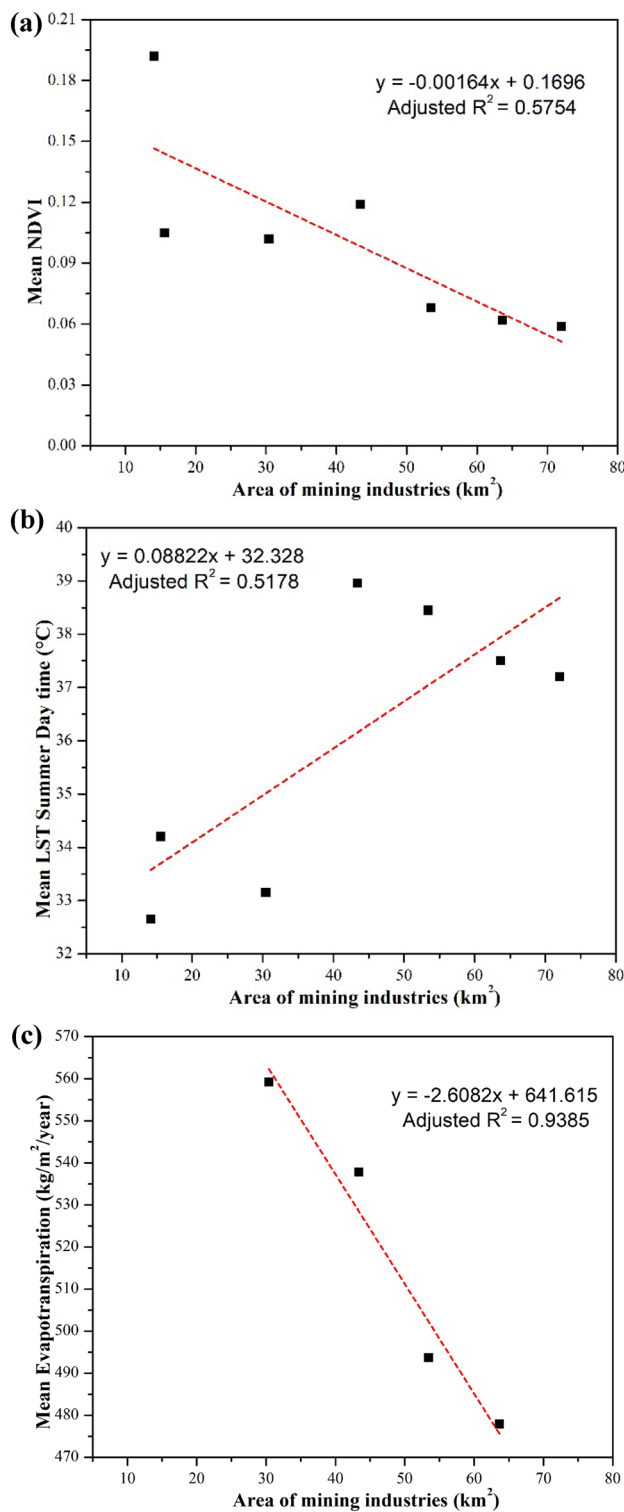 (a)
0.21
0.18
0.15
0.12
0.09
0.06
0.03
0.00
Mean NDVI
y = -0.00164x + 0.1696
Adjusted R² = 0.5754
10 20 30 40 50 60 70 80
Area of mining industries (km²)
(b)
40
39
38
37
36
35
34
33
32
Mean LST Summer Day time (°C)
y = 0.08822x + 32.328
Adjusted R² = 0.5178
10 20 30 40 50 60 70 80
Area of mining industries (km²)
(c)
570
560
550
540
530
520
510
500
490
480
470
Mean Evapotranspiration (kg/m²/year)
y = -2.6082x + 641.615
Adjusted R² = 0.9385
10 20 30 40 50 60 70 80
Area of mining industries (km²)